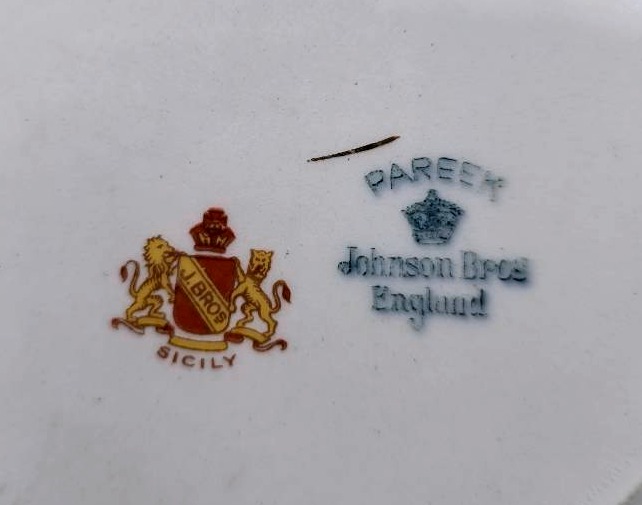 J. BROS
SICILY
PAREEK
Johnson Bros
England